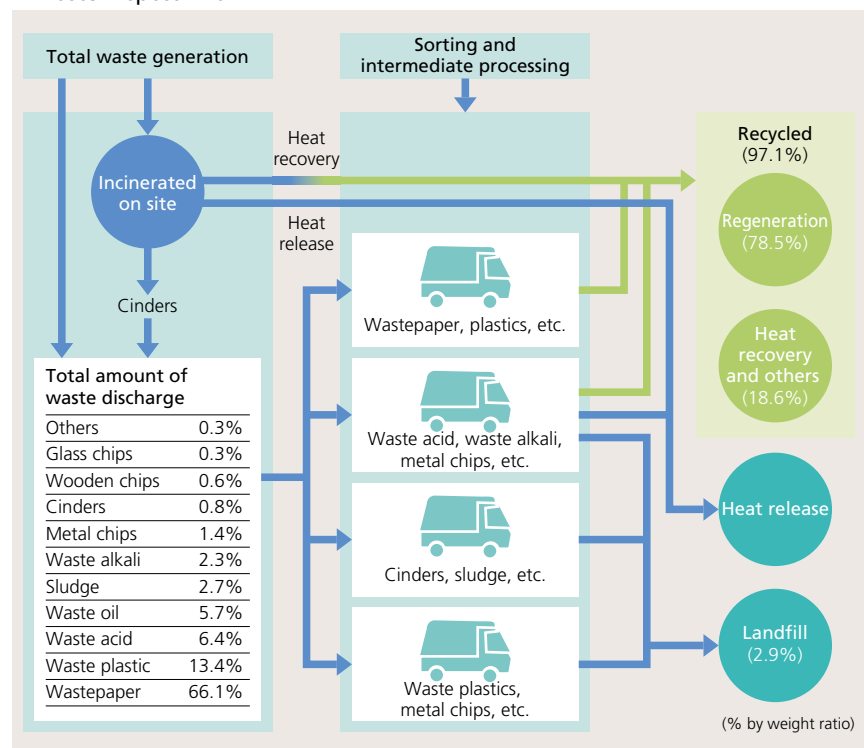 Total waste generation
Sorting and
intermediate processing
Incinerated
on site
Heat
recovery
Heat
release
Cinders
Total amount of
waste discharge
Others 0.3%
Glass chips 0.3%
Wooden chips 0.6%
Cinders 0.8%
Metal chips 1.4%
Waste alkali 2.3%
Sludge 2.7%
Waste oil 5.7%
Waste acid 6.4%
Waste plastic 13.4%
Wastepaper 66.1%
Wastepaper, plastics, etc.
Waste acid, waste alkali,
metal chips, etc.
Cinders, sludge, etc.
Waste plastics,
metal chips, etc.
Recycled
(97.1%)
Regeneration
(78.5%)
Heat
recovery
and others
(18.6%)
Heat release
Landfill
(2.9%)
(% by weight ratio)